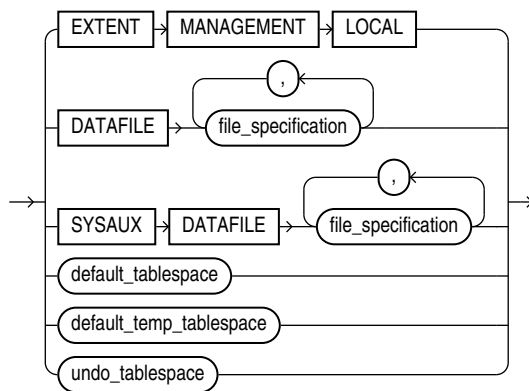 EXTENT MANAGEMENT LOCAL
,
DATAFILE file_specification
,
SYSAUX DATAFILE file_specification
default_tablespace
default_temp_tablespace
undo_tablespace